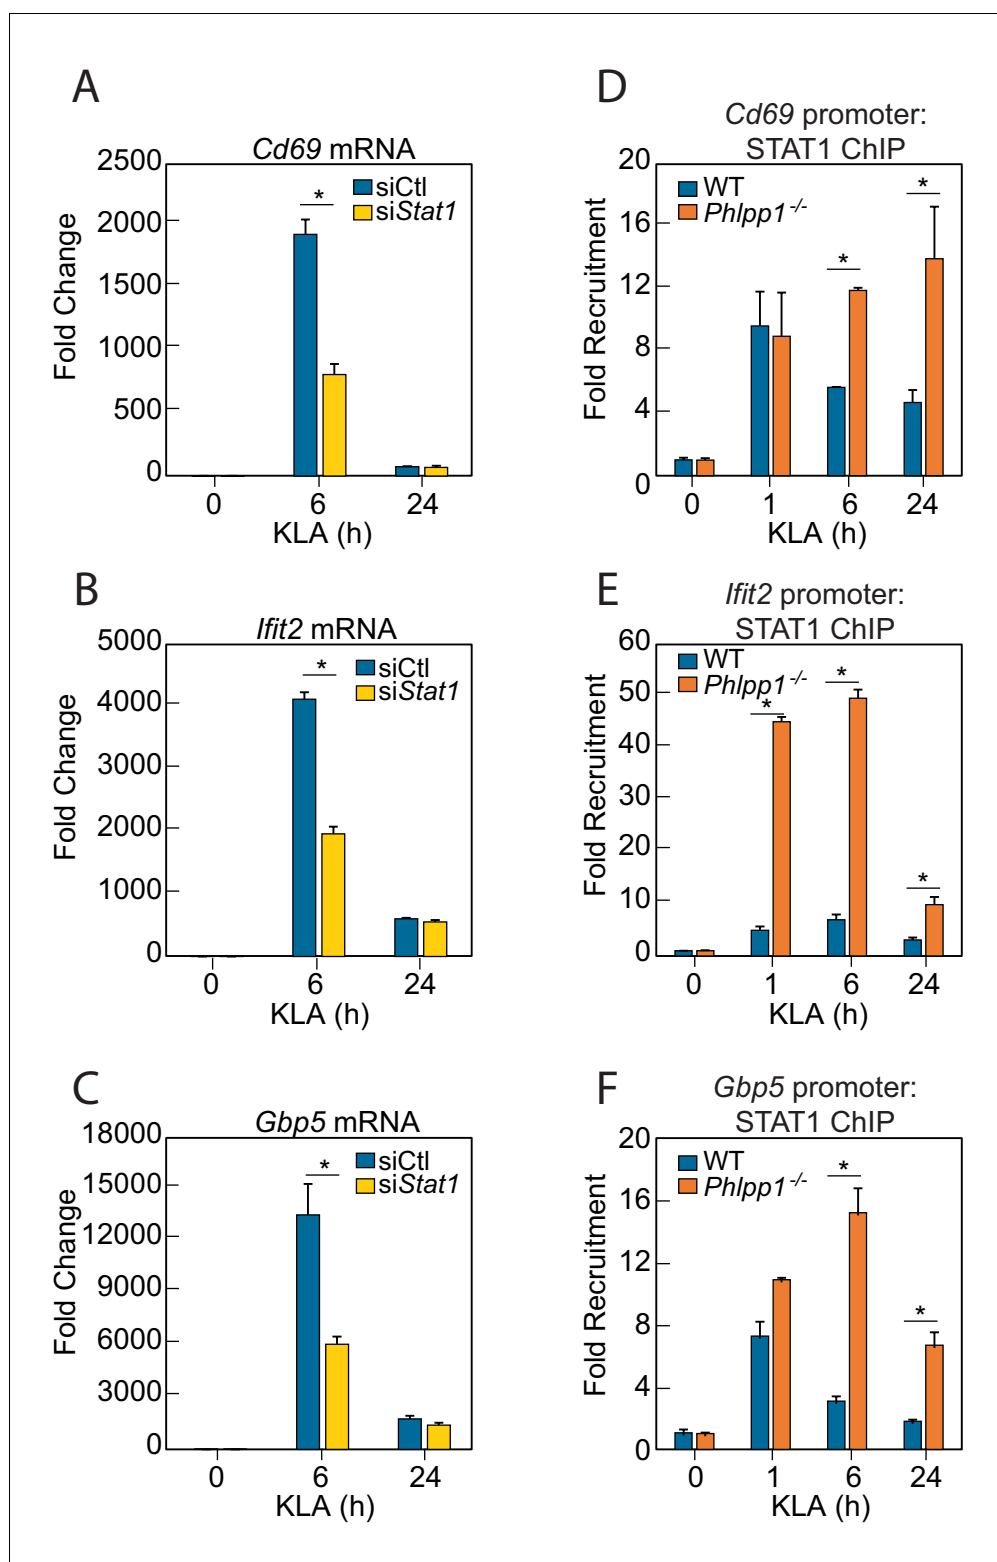 A
Cd69 mRNA
2500
2000
1500
1000
500
0
Fold Change
siCtl
siStat1
*
0 6 24
KLA (h)
D
Cd69 promoter:
STAT1 ChIP
20
16
12
8
4
0
Fold Recruitment
WT
Phlpp1-/-
*
*
0 1 6 24
KLA (h)
B
Ifit2 mRNA
5000
4000
3000
2000
1000
0
Fold Change
siCtl
siStat1
*
0 6 24
KLA (h)
E
Ifit2 promoter:
STAT1 ChIP
60
50
40
30
20
10
0
Fold Recruitment
WT
Phlpp1-/-
*
*
*
0 1 6 24
KLA (h)
C
Gbp5 mRNA
18000
15000
12000
9000
6000
3000
0
Fold Change
siCtl
siStat1
*
0 6 24
KLA (h)
F
Gbp5 promoter:
STAT1 ChIP
20
16
12
8
4
0
Fold Recruitment
WT
Phlpp1-/-
*
*
0 1 6 24
KLA (h)